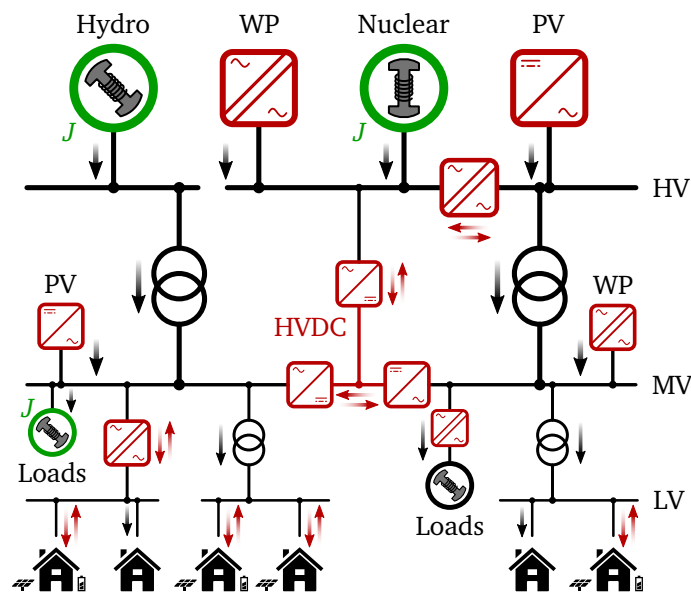 Hydro WP Nuclear PV
J J
HV
PV WP
HVDC
MV
J
Loads
LV
Loads